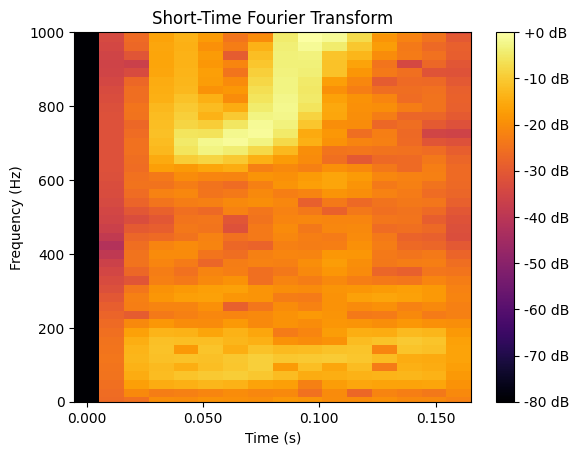 Short-Time Fourier Transform
1000
800
600
400
200
0
Frequency (Hz)
0.000
0.050
0.100
0.150
Time (s)
+0 dB
-10 dB
-20 dB
-30 dB
-40 dB
-50 dB
-60 dB
-70 dB
-80 dB